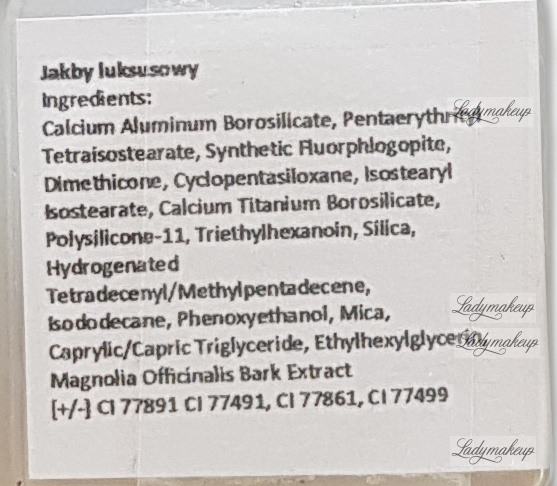 Jakby luksusowy
Ingredients:
Calcium Aluminum Borosilicate, Pentaerythrityl
Tetraisostearate, Synthetic Fluorphlogopite,
Dimethicone, Cyclopentasiloxane, Isostearyl
Isostearate, Calcium Titanium Borosilicate,
Polysilicone-11, Triethylhexanoin, Silica,
Hydrogenated
Tetradecenyl/Methylpentadecene,
Isododecane, Phenoxyethanol, Mica,
Caprylic/Capric Triglyceride, Ethylhexylglycerin,
Magnolia Officinalis Bark Extract
[+/-] CI 77891 CI 77491, CI 77861, CI 77499
Ladymakeup
Ladymakeup
Ladymakeup
Ladymakeup